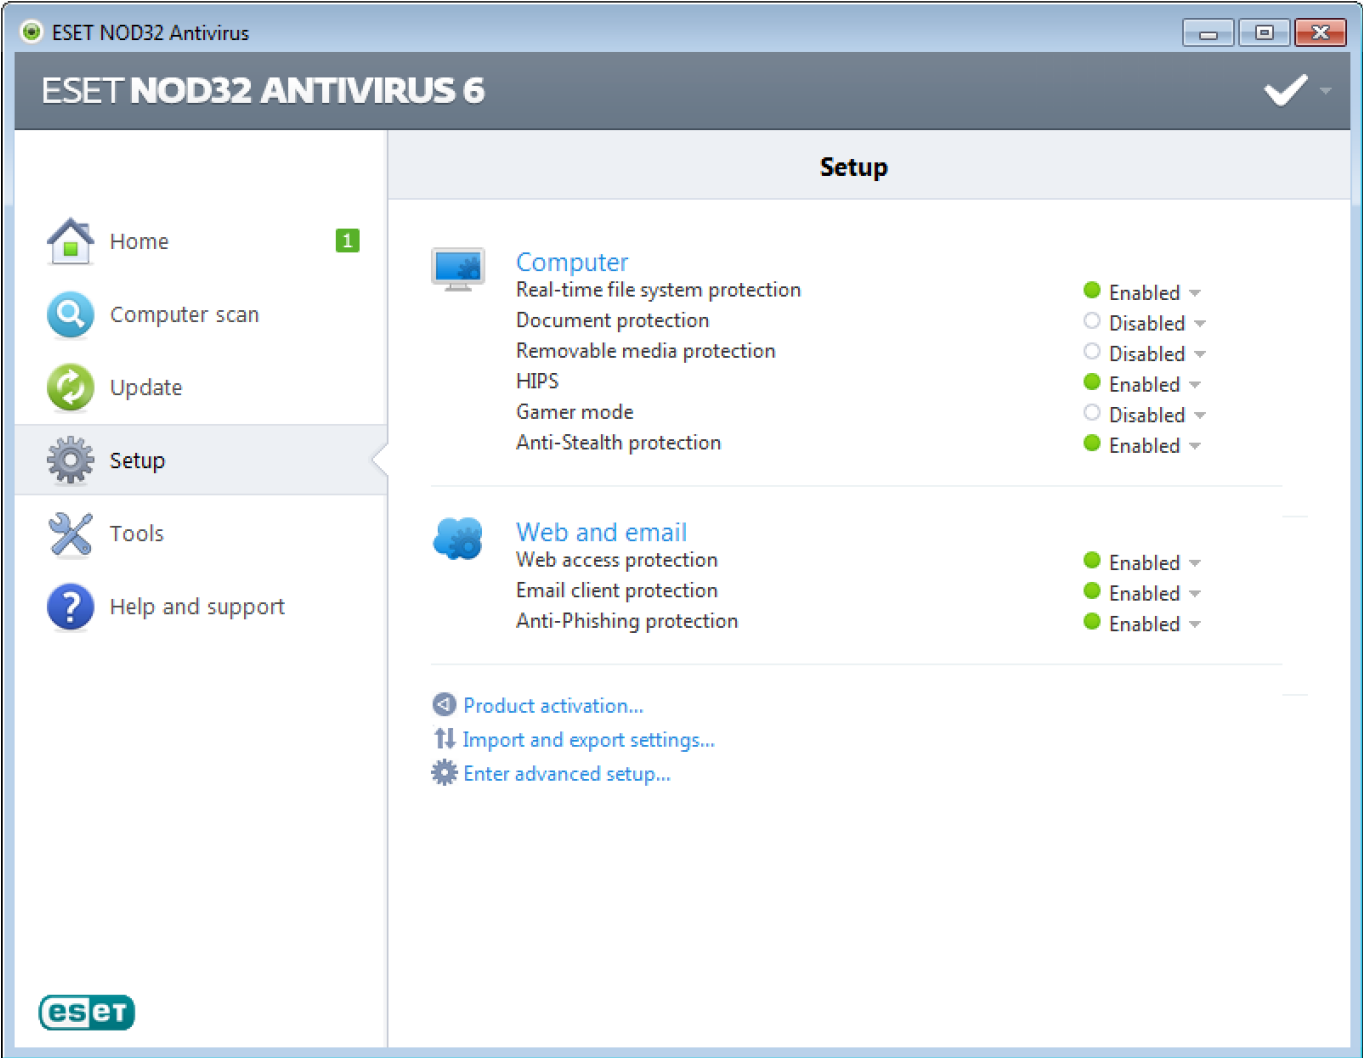 ESET NOD32 Antivirus
ESET NOD32 ANTIVIRUS 6
Setup
Home 1
Computer scan
Update
Setup
Tools
Help and support
Computer
Real-time file system protection Enabled
Document protection Disabled
Removable media protection Disabled
HIPS Enabled
Gamer mode Disabled
Anti-Stealth protection Enabled
Web and email
Web access protection Enabled
Email client protection Enabled
Anti-Phishing protection Enabled
Product activation...
Import and export settings...
Enter advanced setup...
eseT